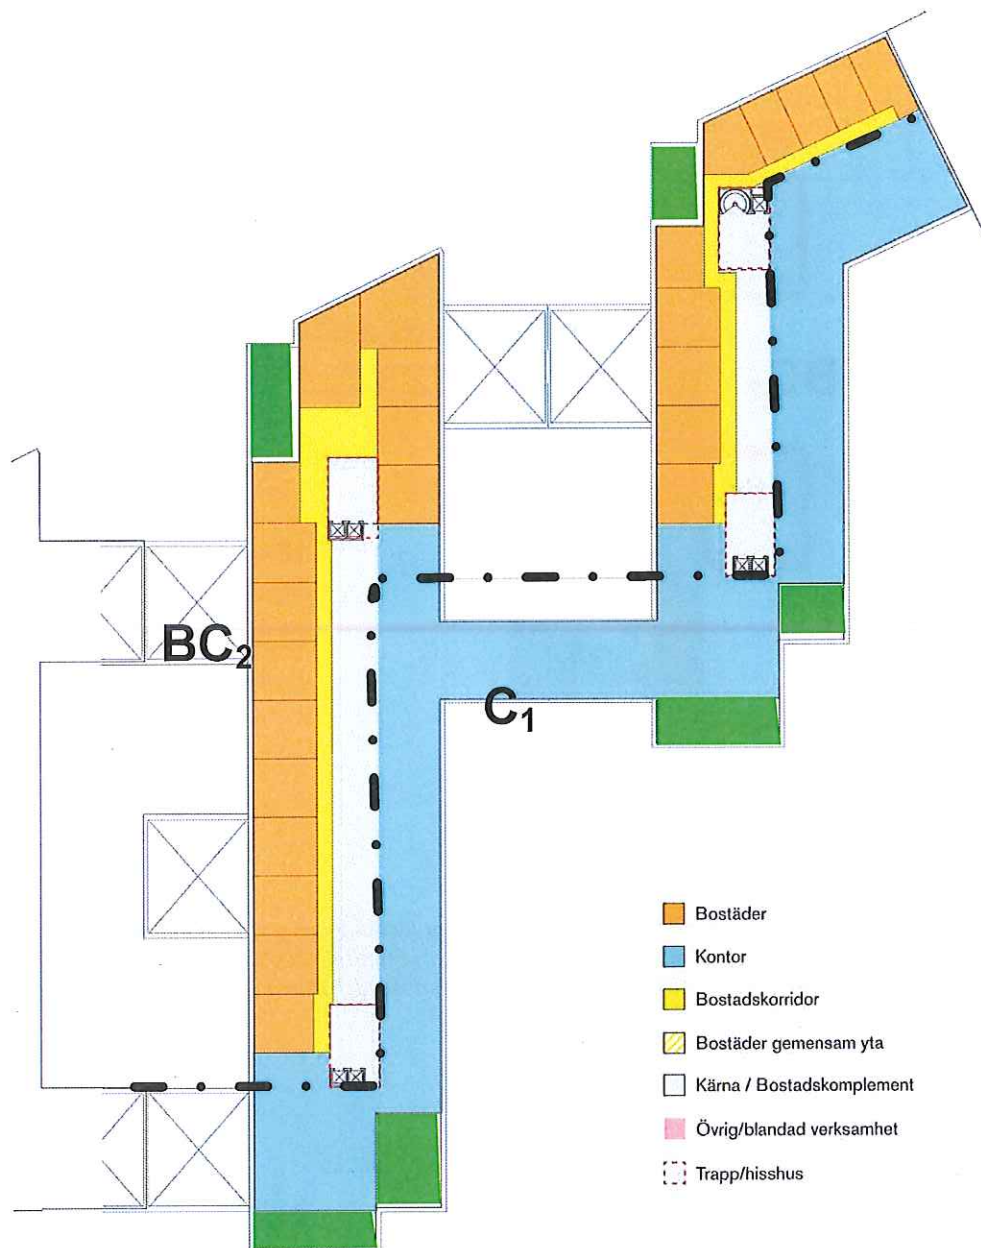 BC₂
C₁
Bostäder
Kontor
Bostadskorridor
Bostäder gemensam yta
Kärna / Bostadskomplement
Övrig/blandad verksamhet
Trapp/hisshus